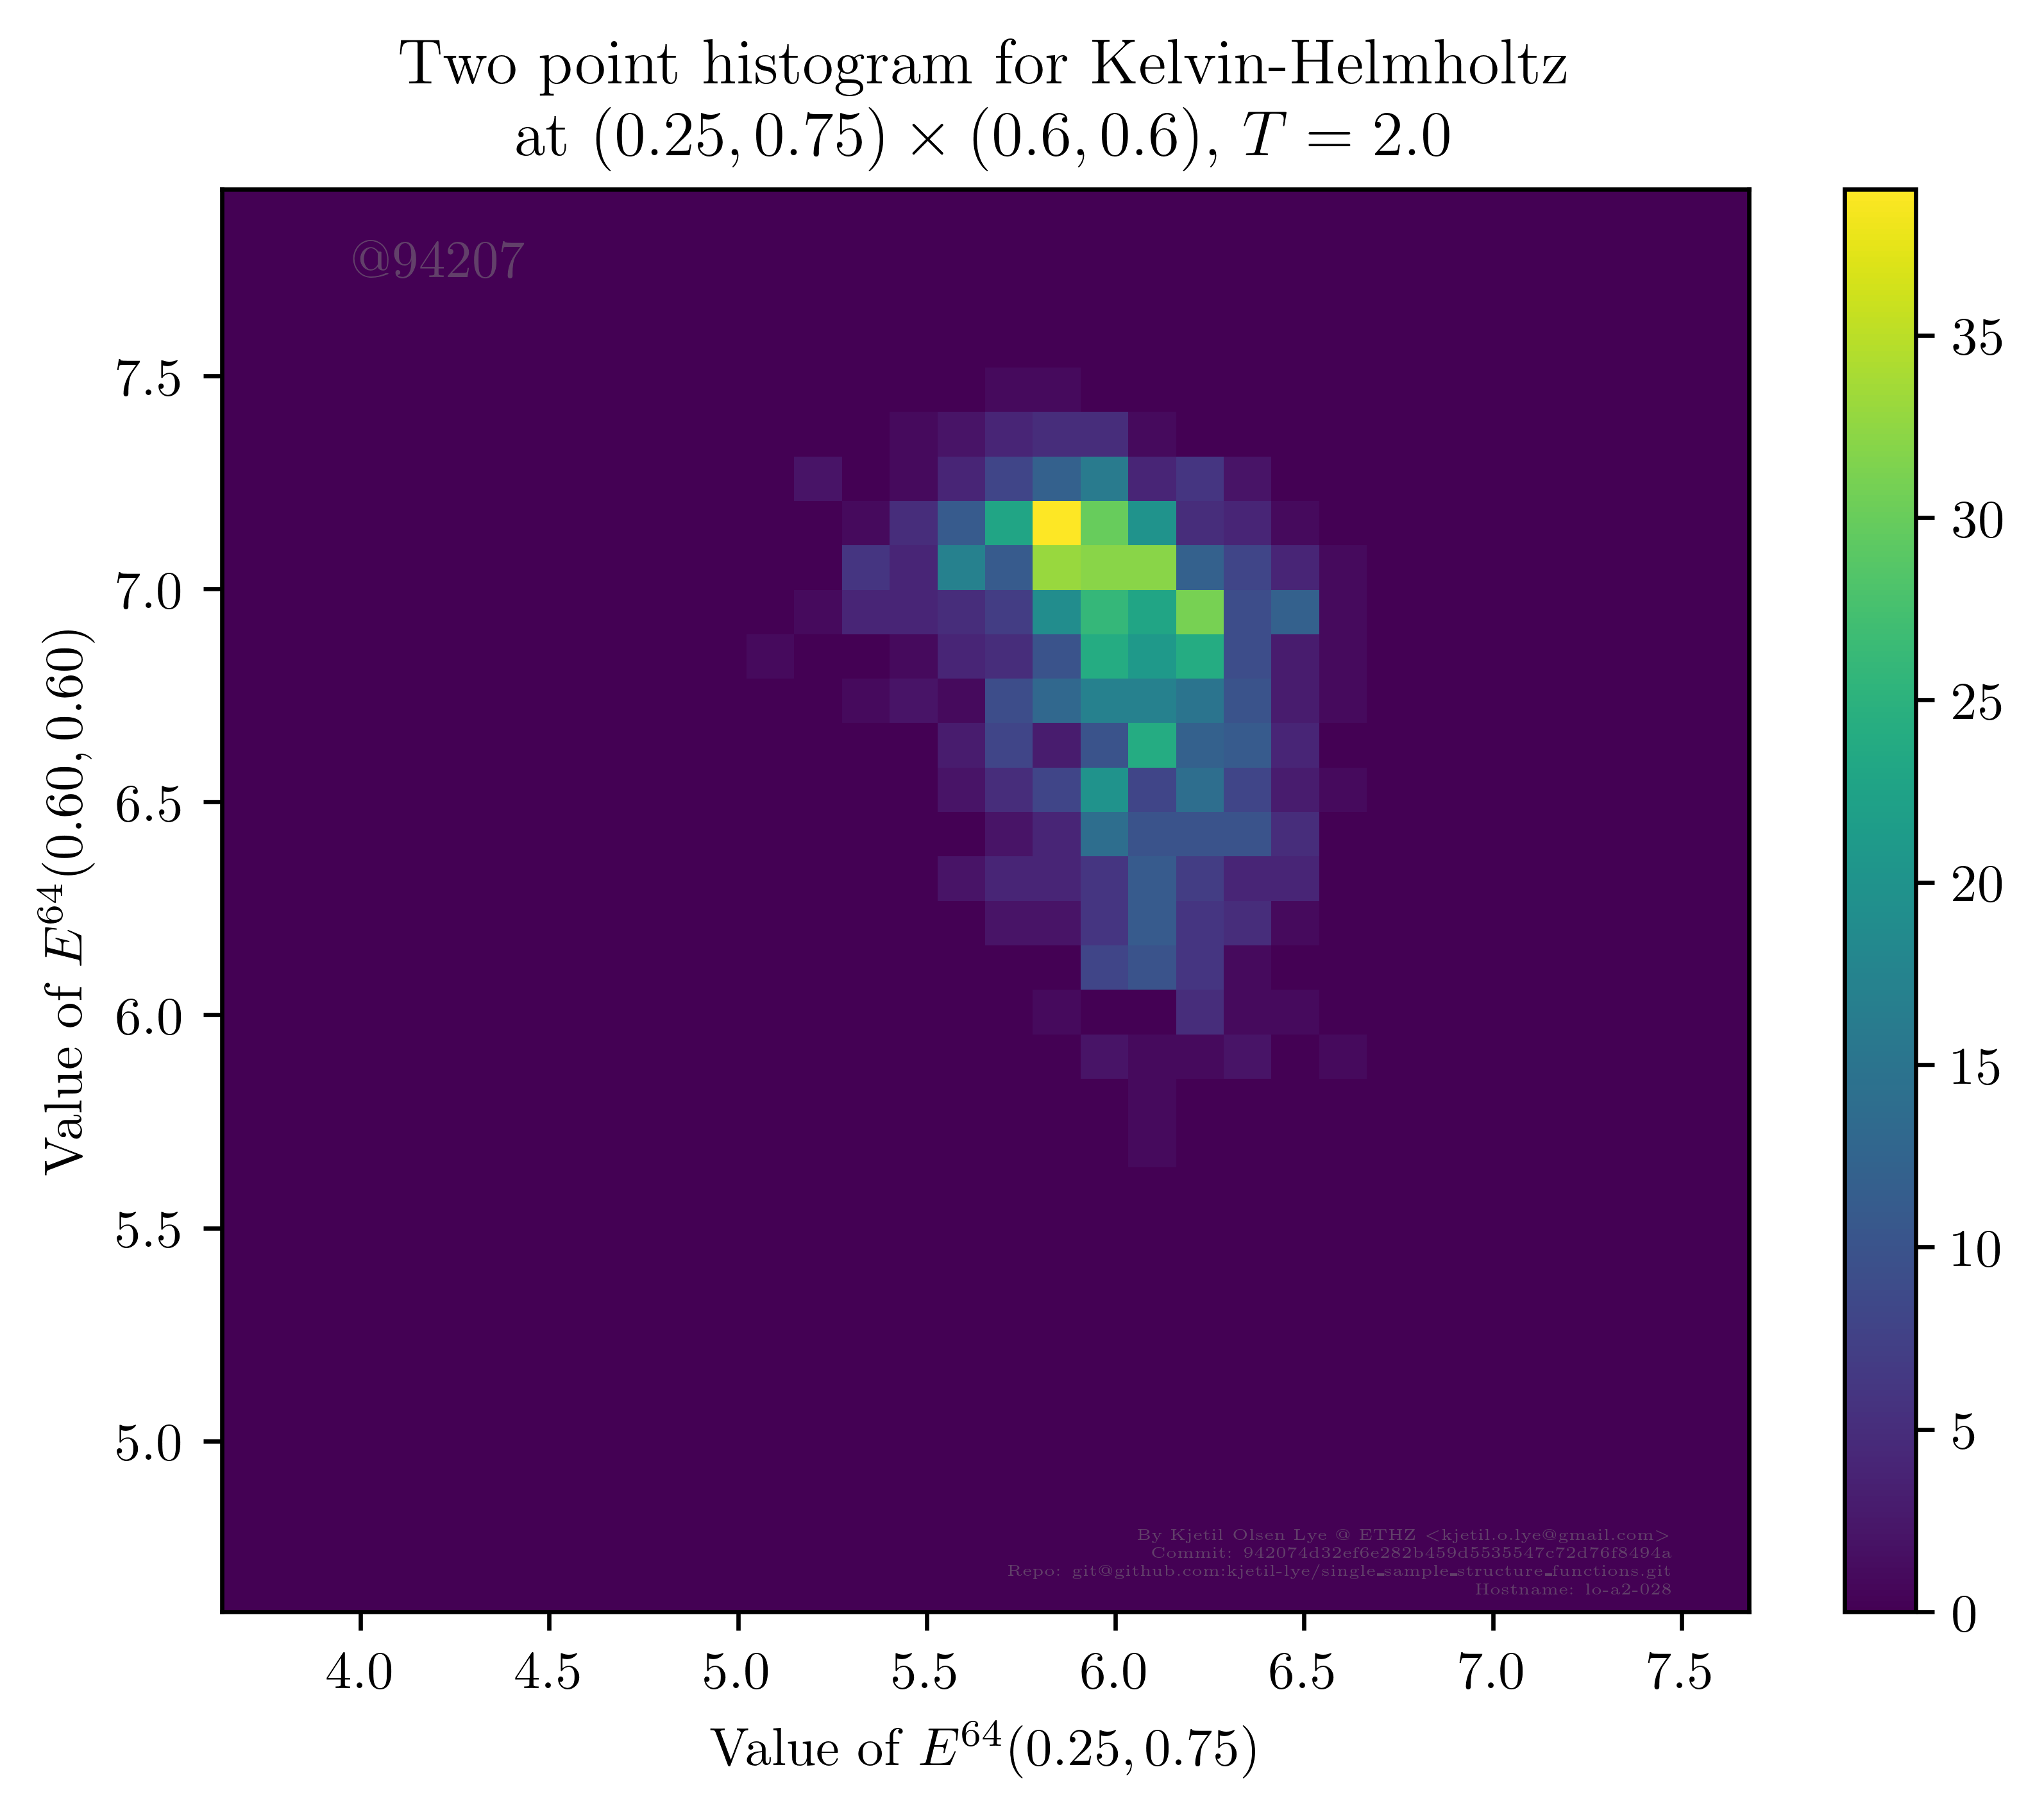 Two point histogram for Kelvin-Helmholtz
at (0.25, 0.75) × (0.6, 0.6), T = 2.0
@94207
7.5
7.0
6.5
6.0
5.5
5.0
Value of E^64(0.60, 0.60)
4.0 4.5 5.0 5.5 6.0 6.5 7.0 7.5
Value of E^64(0.25, 0.75)
35
30
25
20
15
10
5
0
By Kjetil Olsen Lye @ ETHZ <kjetil.o.lye@gmail.com>
Commit: 942074d32ef6e282b459d5535547c72d76f8494a
Repo: git@github.com:kjetil-lye/single_sample_structure_functions.git
Hostname: lo-a2-028